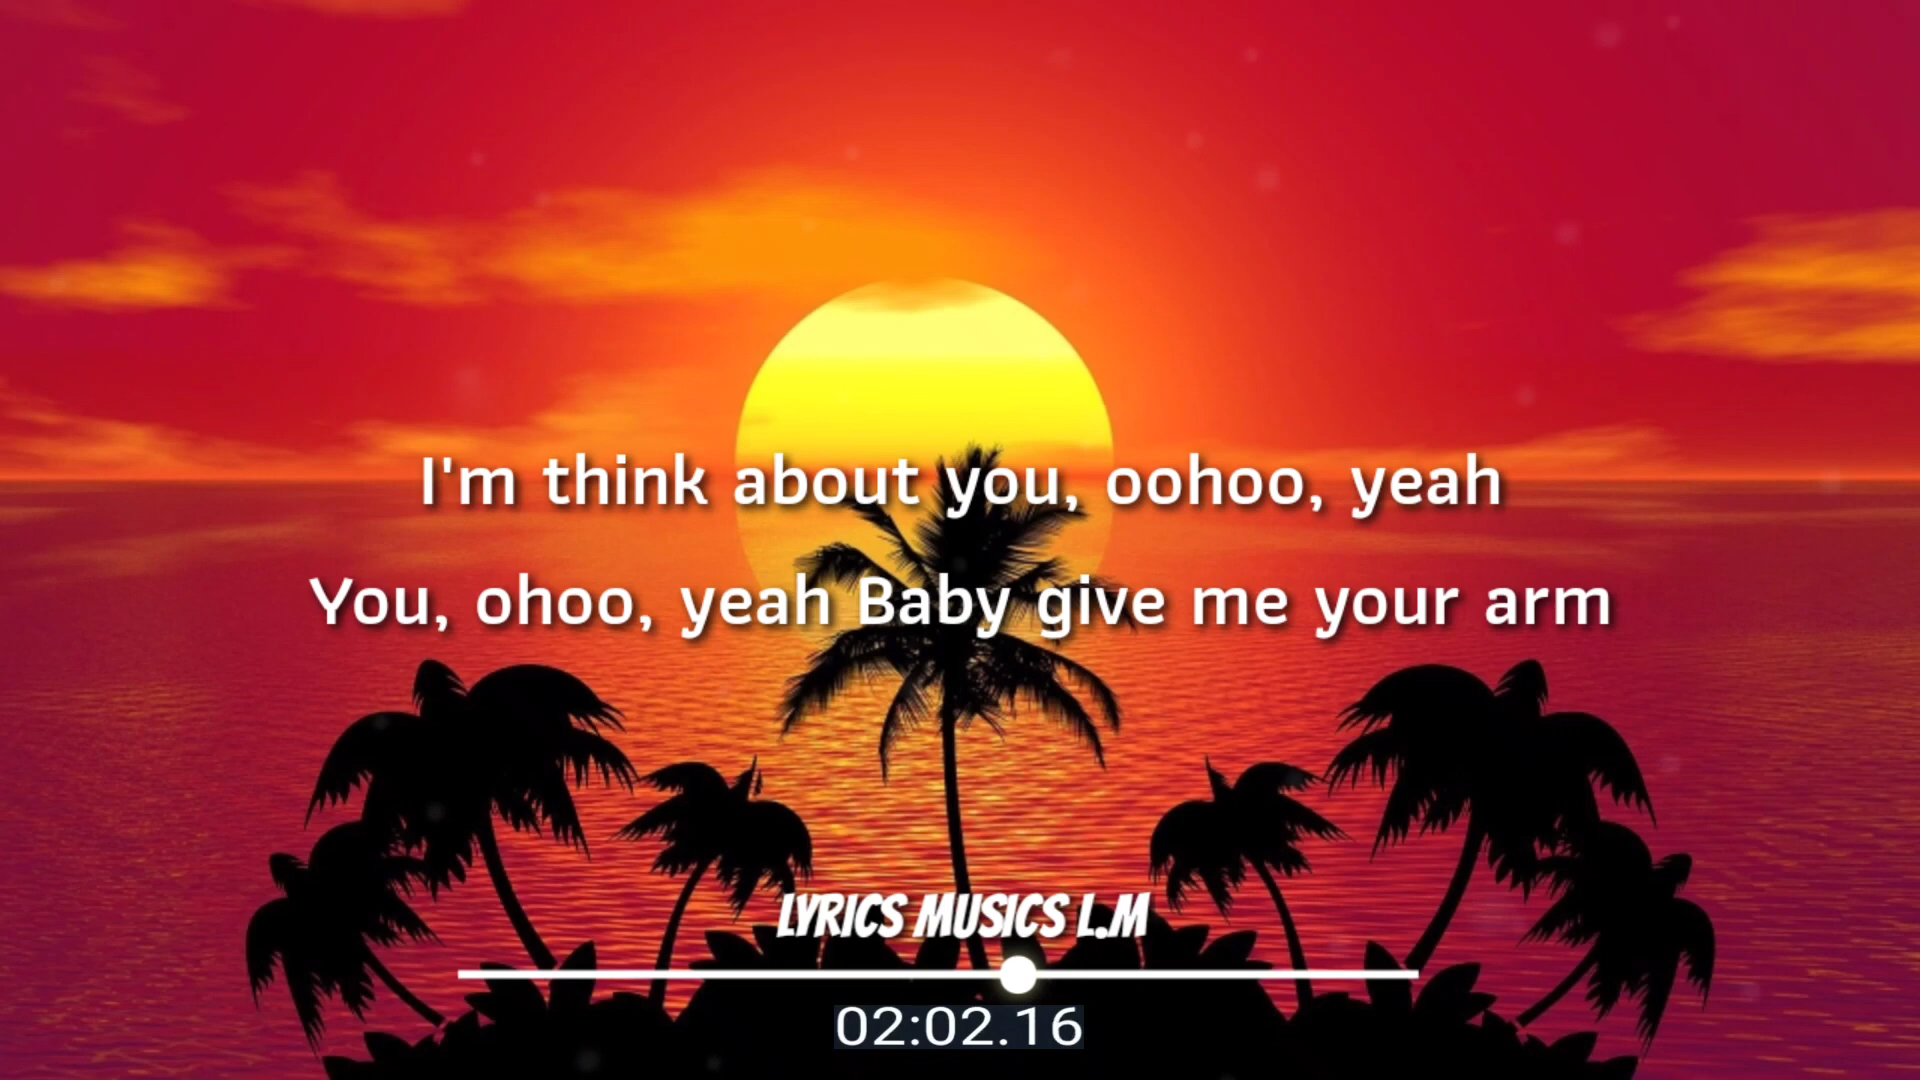 I'm think about you, oohoo, yeah
You, ohoo, yeah Baby give me your arm
LYRICS MUSICS L.M
02:02.16